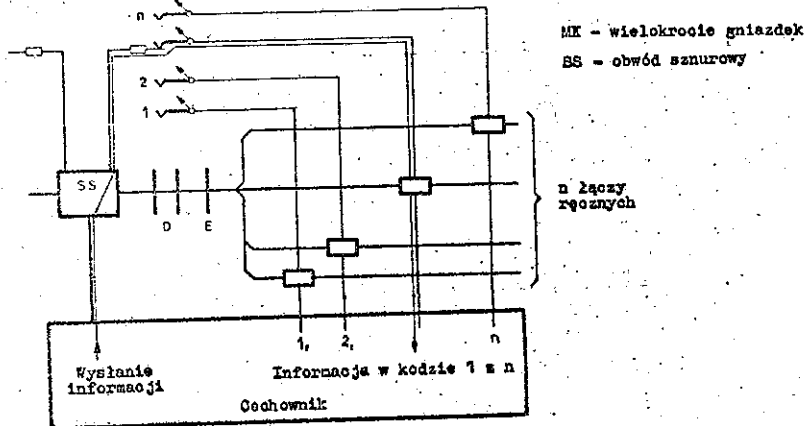 n
MK - wielokrocie gniazdek
SS - obwód sznurowy
2
1
SS
D
E
n łączy
ręcznych
1,
2,
n
Wysłanie
informacji
Informacja w kodzie 1 z n
Cechownik